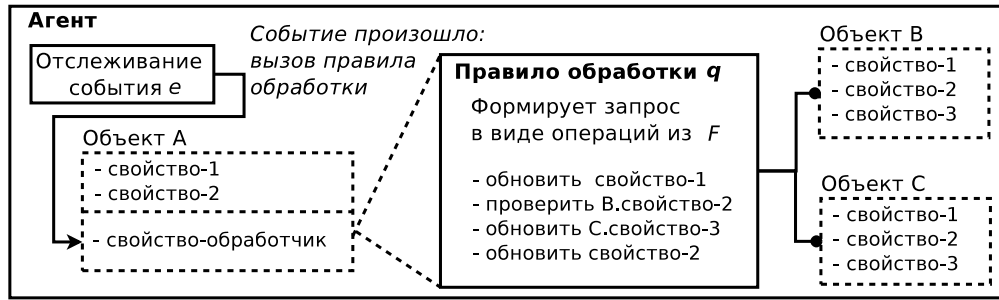 Агент
Отслеживание
события e
Событие произошло:
вызов правила
обработки
Объект A
- свойство-1
- свойство-2
- свойство-обработчик
Правило обработки q
Формирует запрос
в виде операций из F
- обновить свойство-1
- проверить B.свойство-2
- обновить C.свойство-3
- обновить свойство-2
Объект B
- свойство-1
- свойство-2
- свойство-3
Объект C
- свойство-1
- свойство-2
- свойство-3